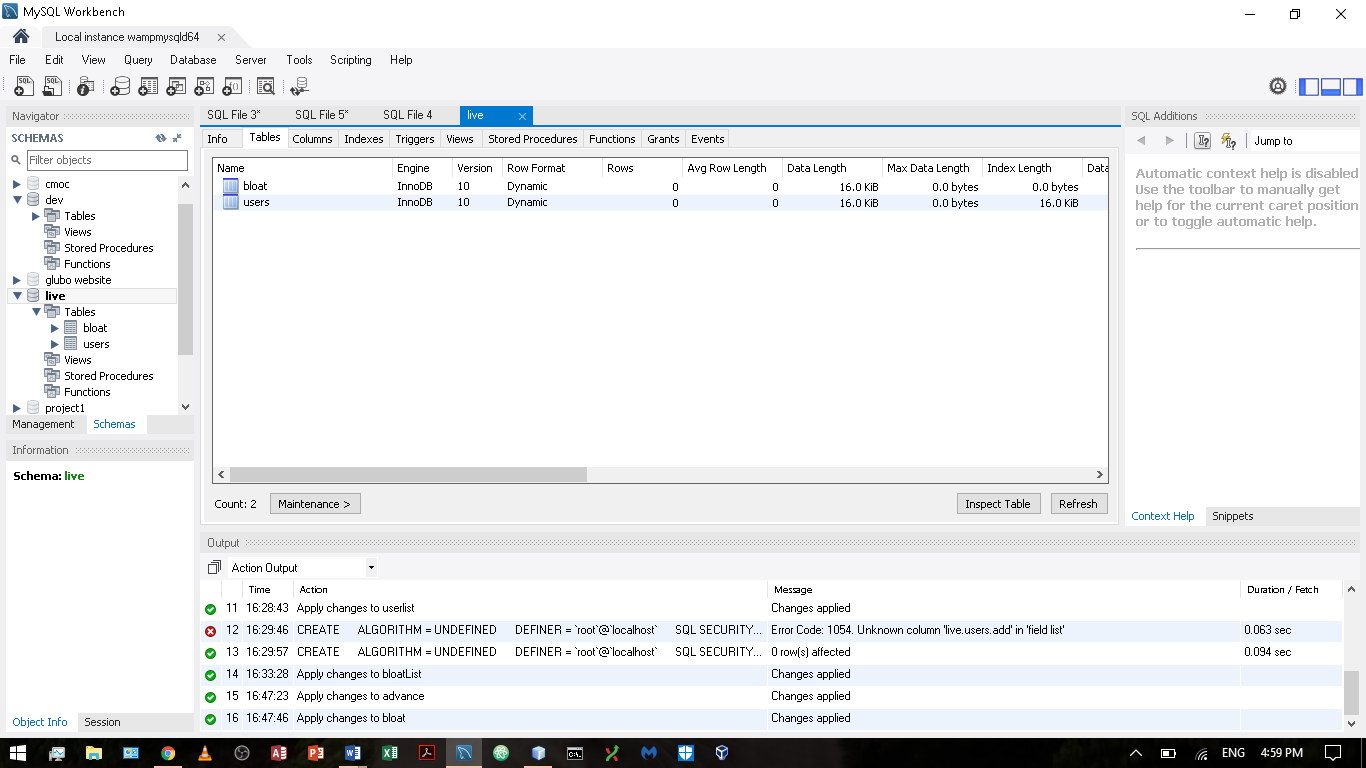 MySQL Workbench
Local instance wampmysqld64
File Edit View Query Database Server Tools Scripting Help
Navigator
SCHEMAS
Filter objects
cmoc
dev
Tables
Views
Stored Procedures
Functions
glubo website
live
Tables
bloat
users
Views
Stored Procedures
Functions
project1
Management Schemas
Information
Schema: live
Object Info Session
SQL File 3* SQL File 5* SQL File 4 live
Info Tables Columns Indexes Triggers Views Stored Procedures Functions Grants Events
Name Engine Version Row Format Rows Avg Row Length Data Length Max Data Length Index Length Data
bloat InnoDB 10 Dynamic 0 0 16.0 KiB 0.0 bytes 0.0 bytes
users InnoDB 10 Dynamic 0 0 16.0 KiB 0.0 bytes 16.0 KiB
Count: 2 Maintenance > Inspect Table Refresh
SQL Additions
Jump to
Automatic context help is disabled
Use the toolbar to manually get
help for the current caret position
or to toggle automatic help.
Context Help Snippets
Output
Action Output
Time Action Message Duration / Fetch
11 16:28:43 Apply changes to userlist Changes applied
12 16:29:46 CREATE ALGORITHM = UNDEFINED DEFINER = `root`@`localhost` SQL SECURITY... Error Code: 1054. Unknown column 'live.users.add' in 'field list' 0.063 sec
13 16:29:57 CREATE ALGORITHM = UNDEFINED DEFINER = `root`@`localhost` SQL SECURITY... 0 row(s) affected 0.094 sec
14 16:33:28 Apply changes to bloatList Changes applied
15 16:47:23 Apply changes to advance Changes applied
16 16:47:46 Apply changes to bloat Changes applied
ENG 4:59 PM